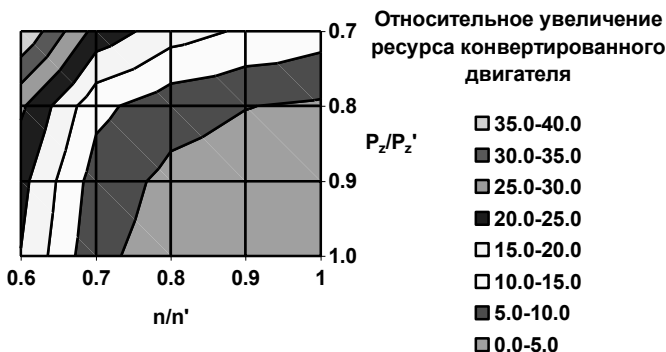 Относительное увеличение
ресурса конвертированного
двигателя
0.7
0.8
0.9
1.0
Pz/Pz'
0.6 0.7 0.8 0.9 1
n/n'
35.0-40.0
30.0-35.0
25.0-30.0
20.0-25.0
15.0-20.0
10.0-15.0
5.0-10.0
0.0-5.0